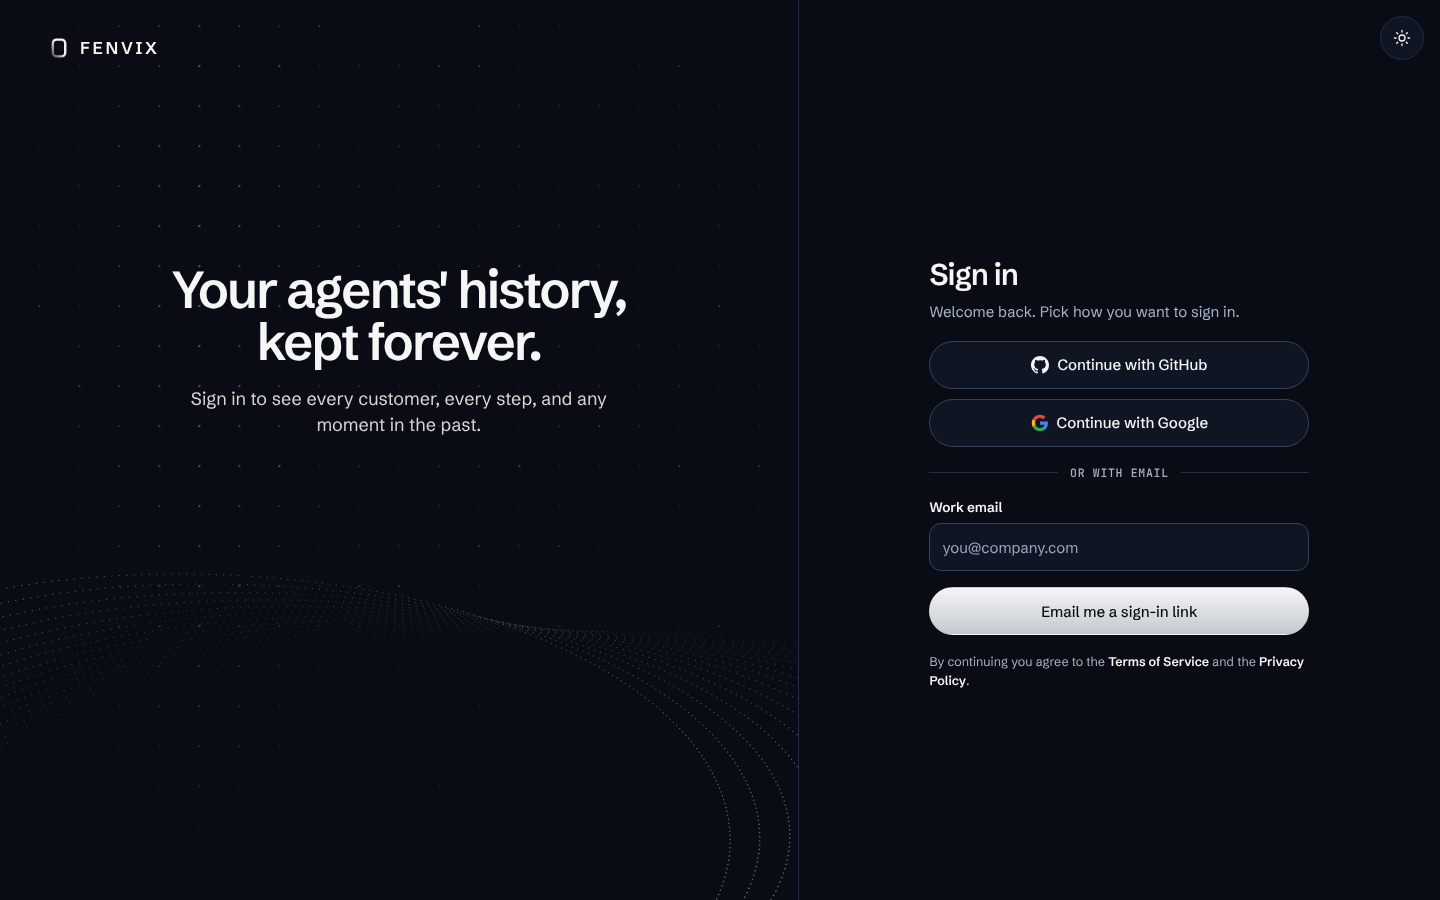 FENVIX
Your agents' history,
kept forever.
Sign in to see every customer, every step, and any
moment in the past.
Sign in
Welcome back. Pick how you want to sign in.
Continue with GitHub
Continue with Google
OR WITH EMAIL
Work email
you@company.com
Email me a sign-in link
By continuing you agree to the Terms of Service and the Privacy
Policy.